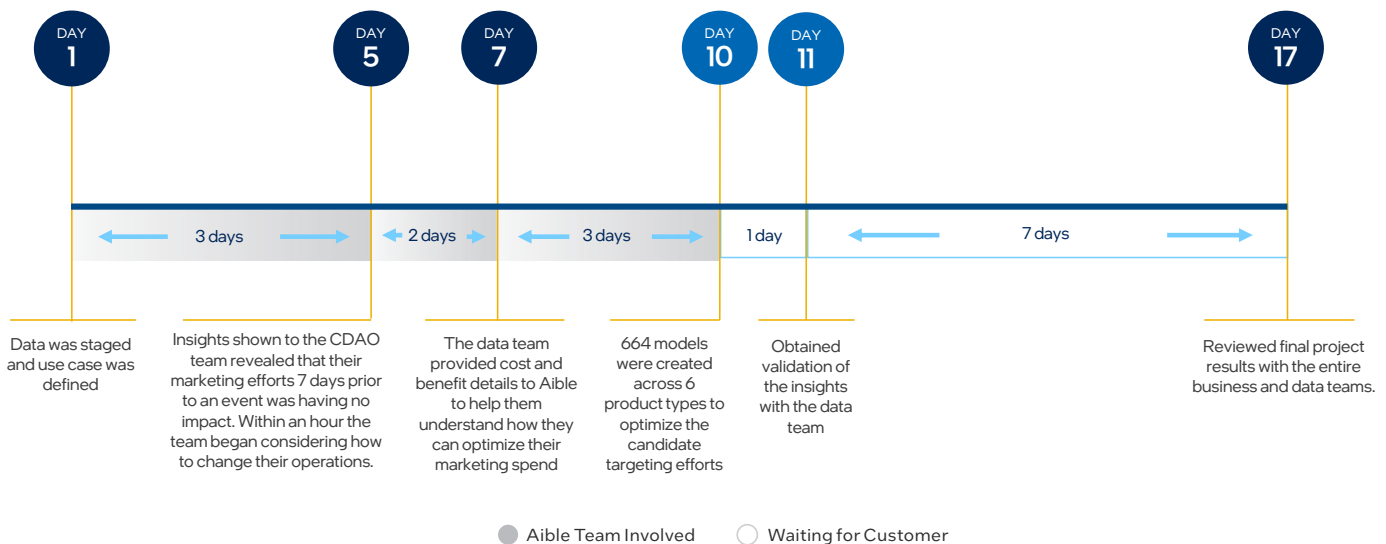 DAY
1
DAY
5
DAY
7
DAY
10
DAY
11
DAY
17
3 days
2 days
3 days
1 day
7 days
Data was staged
and use case was
defined
Insights shown to the CDAO
team revealed that their
marketing efforts 7 days prior
to an event was having no
impact. Within an hour the
team began considering how
to change their operations.
The data team
provided cost and
benefit details to Aible
to help them
understand how they
can optimize their
marketing spend
664 models
were created
across 6
product types to
optimize the
candidate
targeting efforts
Obtained
validation of
the insights
with the data
team
Reviewed final project
results with the entire
business and data teams.
Aible Team Involved
Waiting for Customer